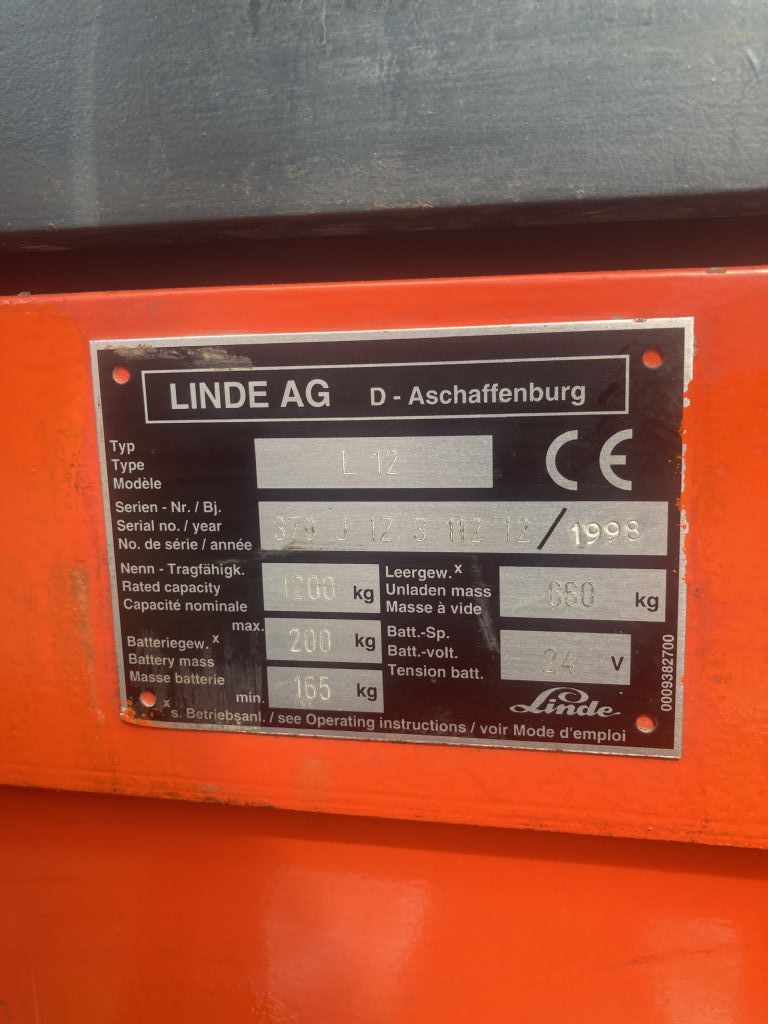 LINDE AG D - Aschaffenburg
Typ
Type
Modèle
L 12
CE
Serien - Nr. / Bj.
Serial no. / year
No. de série / année
379 J 12 3 112 12 / 1998
Nenn - Tragfähigk.
Rated capacity
Capacité nominale
1200 kg
Leergew. x
Unladen mass
Masse à vide
kg
Batteriegew. x
Battery mass
Masse batterie
max.
200 kg
min.
165 kg
Batt.-Sp.
Batt.-volt.
Tension batt.
24 V
Linde
x s. Betriebsanl. / see Operating instructions / voir Mode d'emploi
0009382700